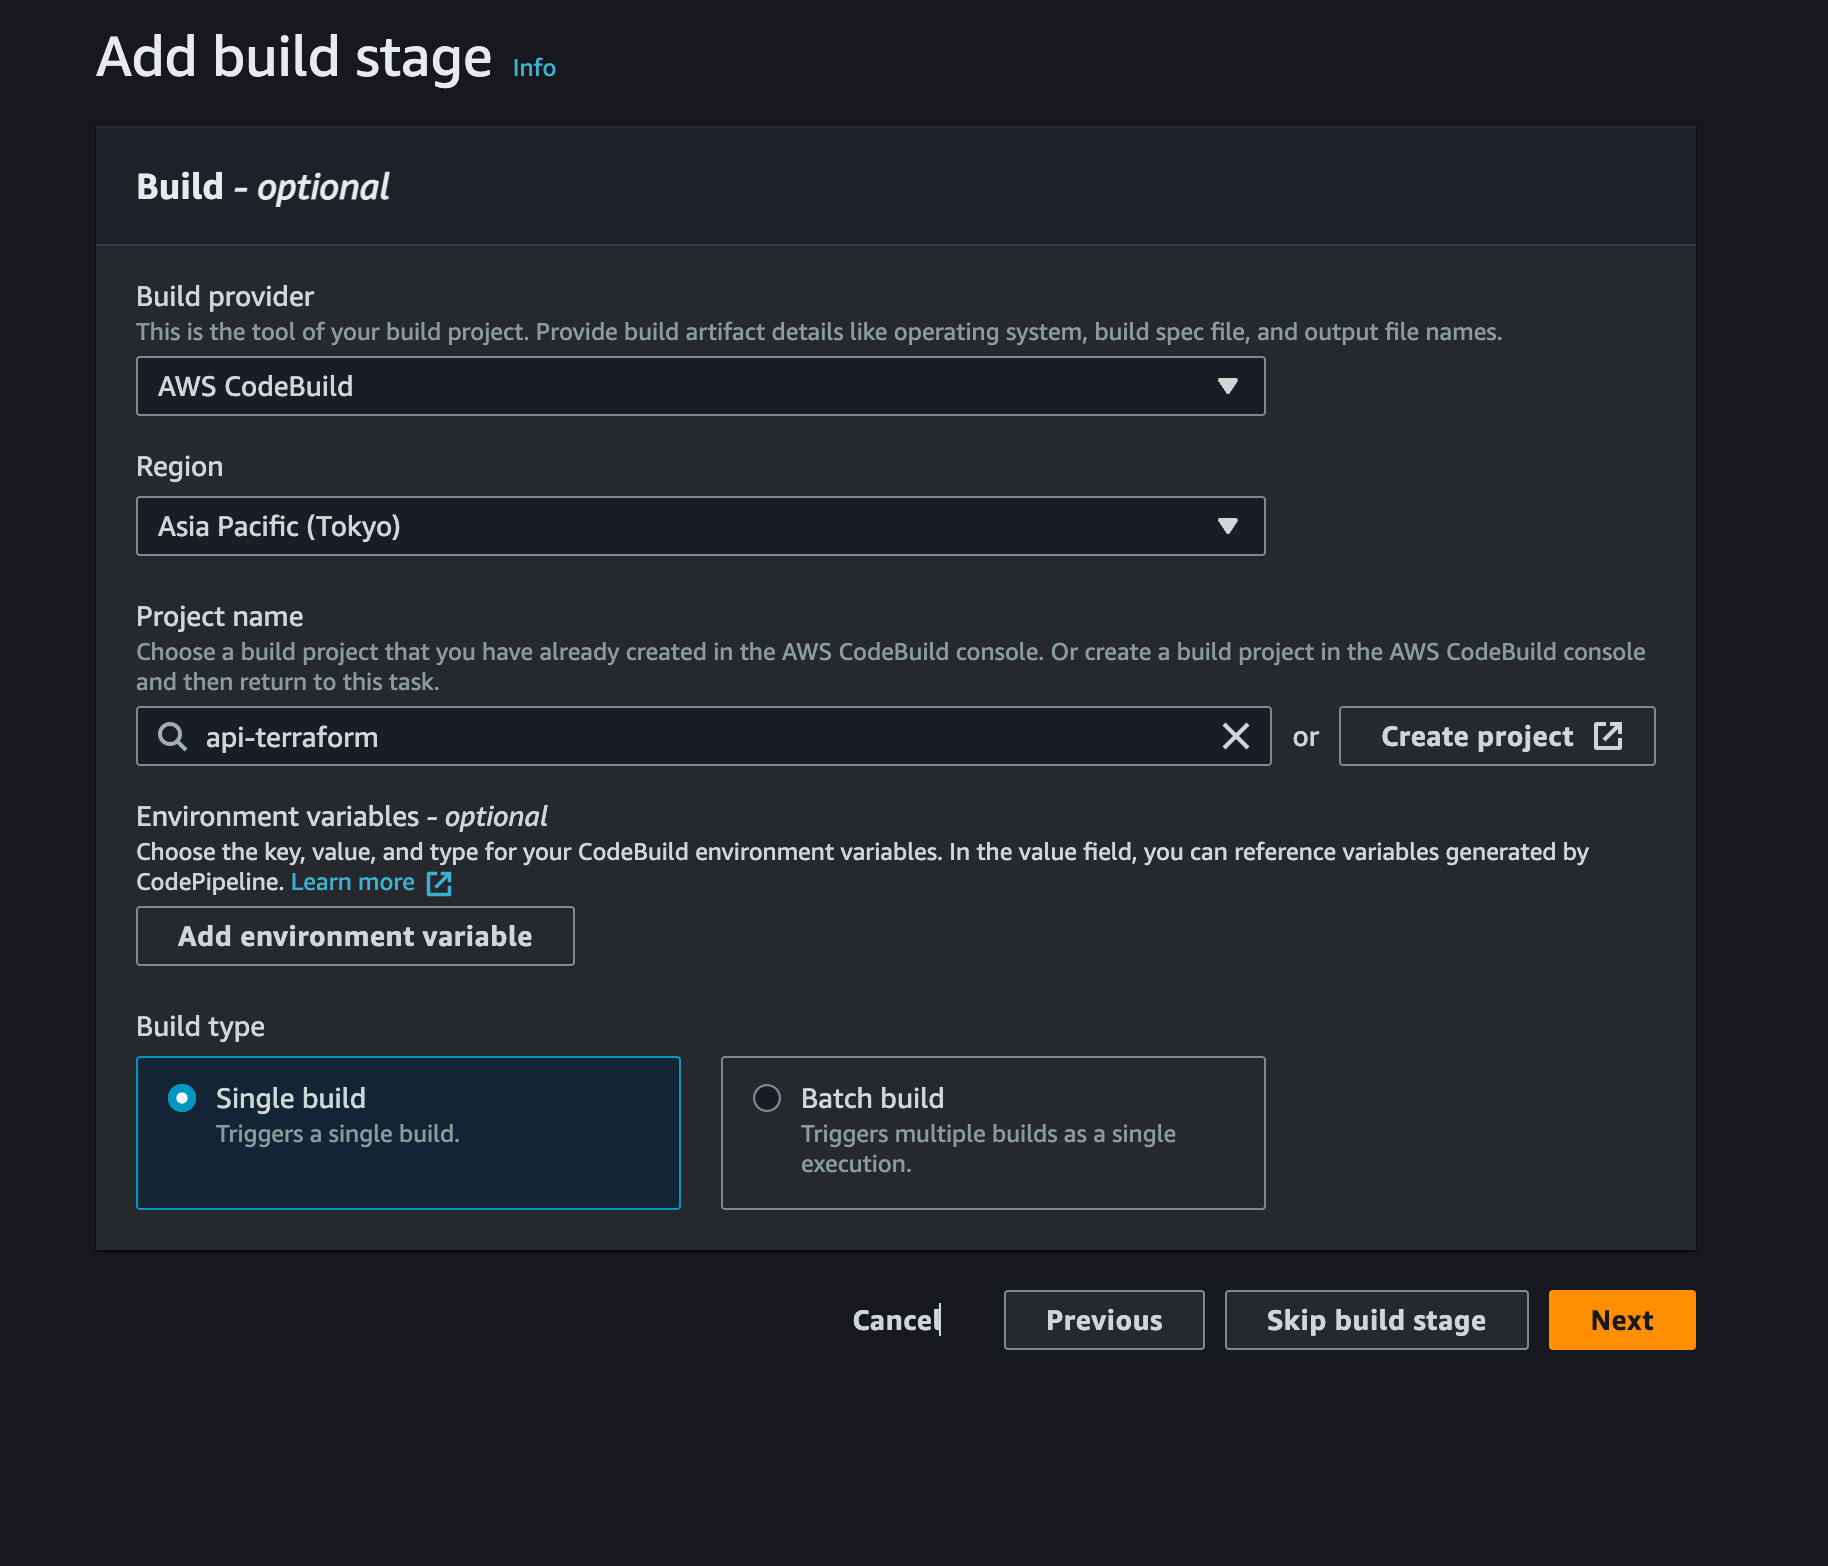 Add build stage Info
Build - optional
Build provider
This is the tool of your build project. Provide build artifact details like operating system, build spec file, and output file names.
AWS CodeBuild
Region
Asia Pacific (Tokyo)
Project name
Choose a build project that you have already created in the AWS CodeBuild console. Or create a build project in the AWS CodeBuild console
and then return to this task.
api-terraform or Create project
Environment variables - optional
Choose the key, value, and type for your CodeBuild environment variables. In the value field, you can reference variables generated by
CodePipeline. Learn more
Add environment variable
Build type
Single build
Triggers a single build.
Batch build
Triggers multiple builds as a single
execution.
Cancel Previous Skip build stage Next